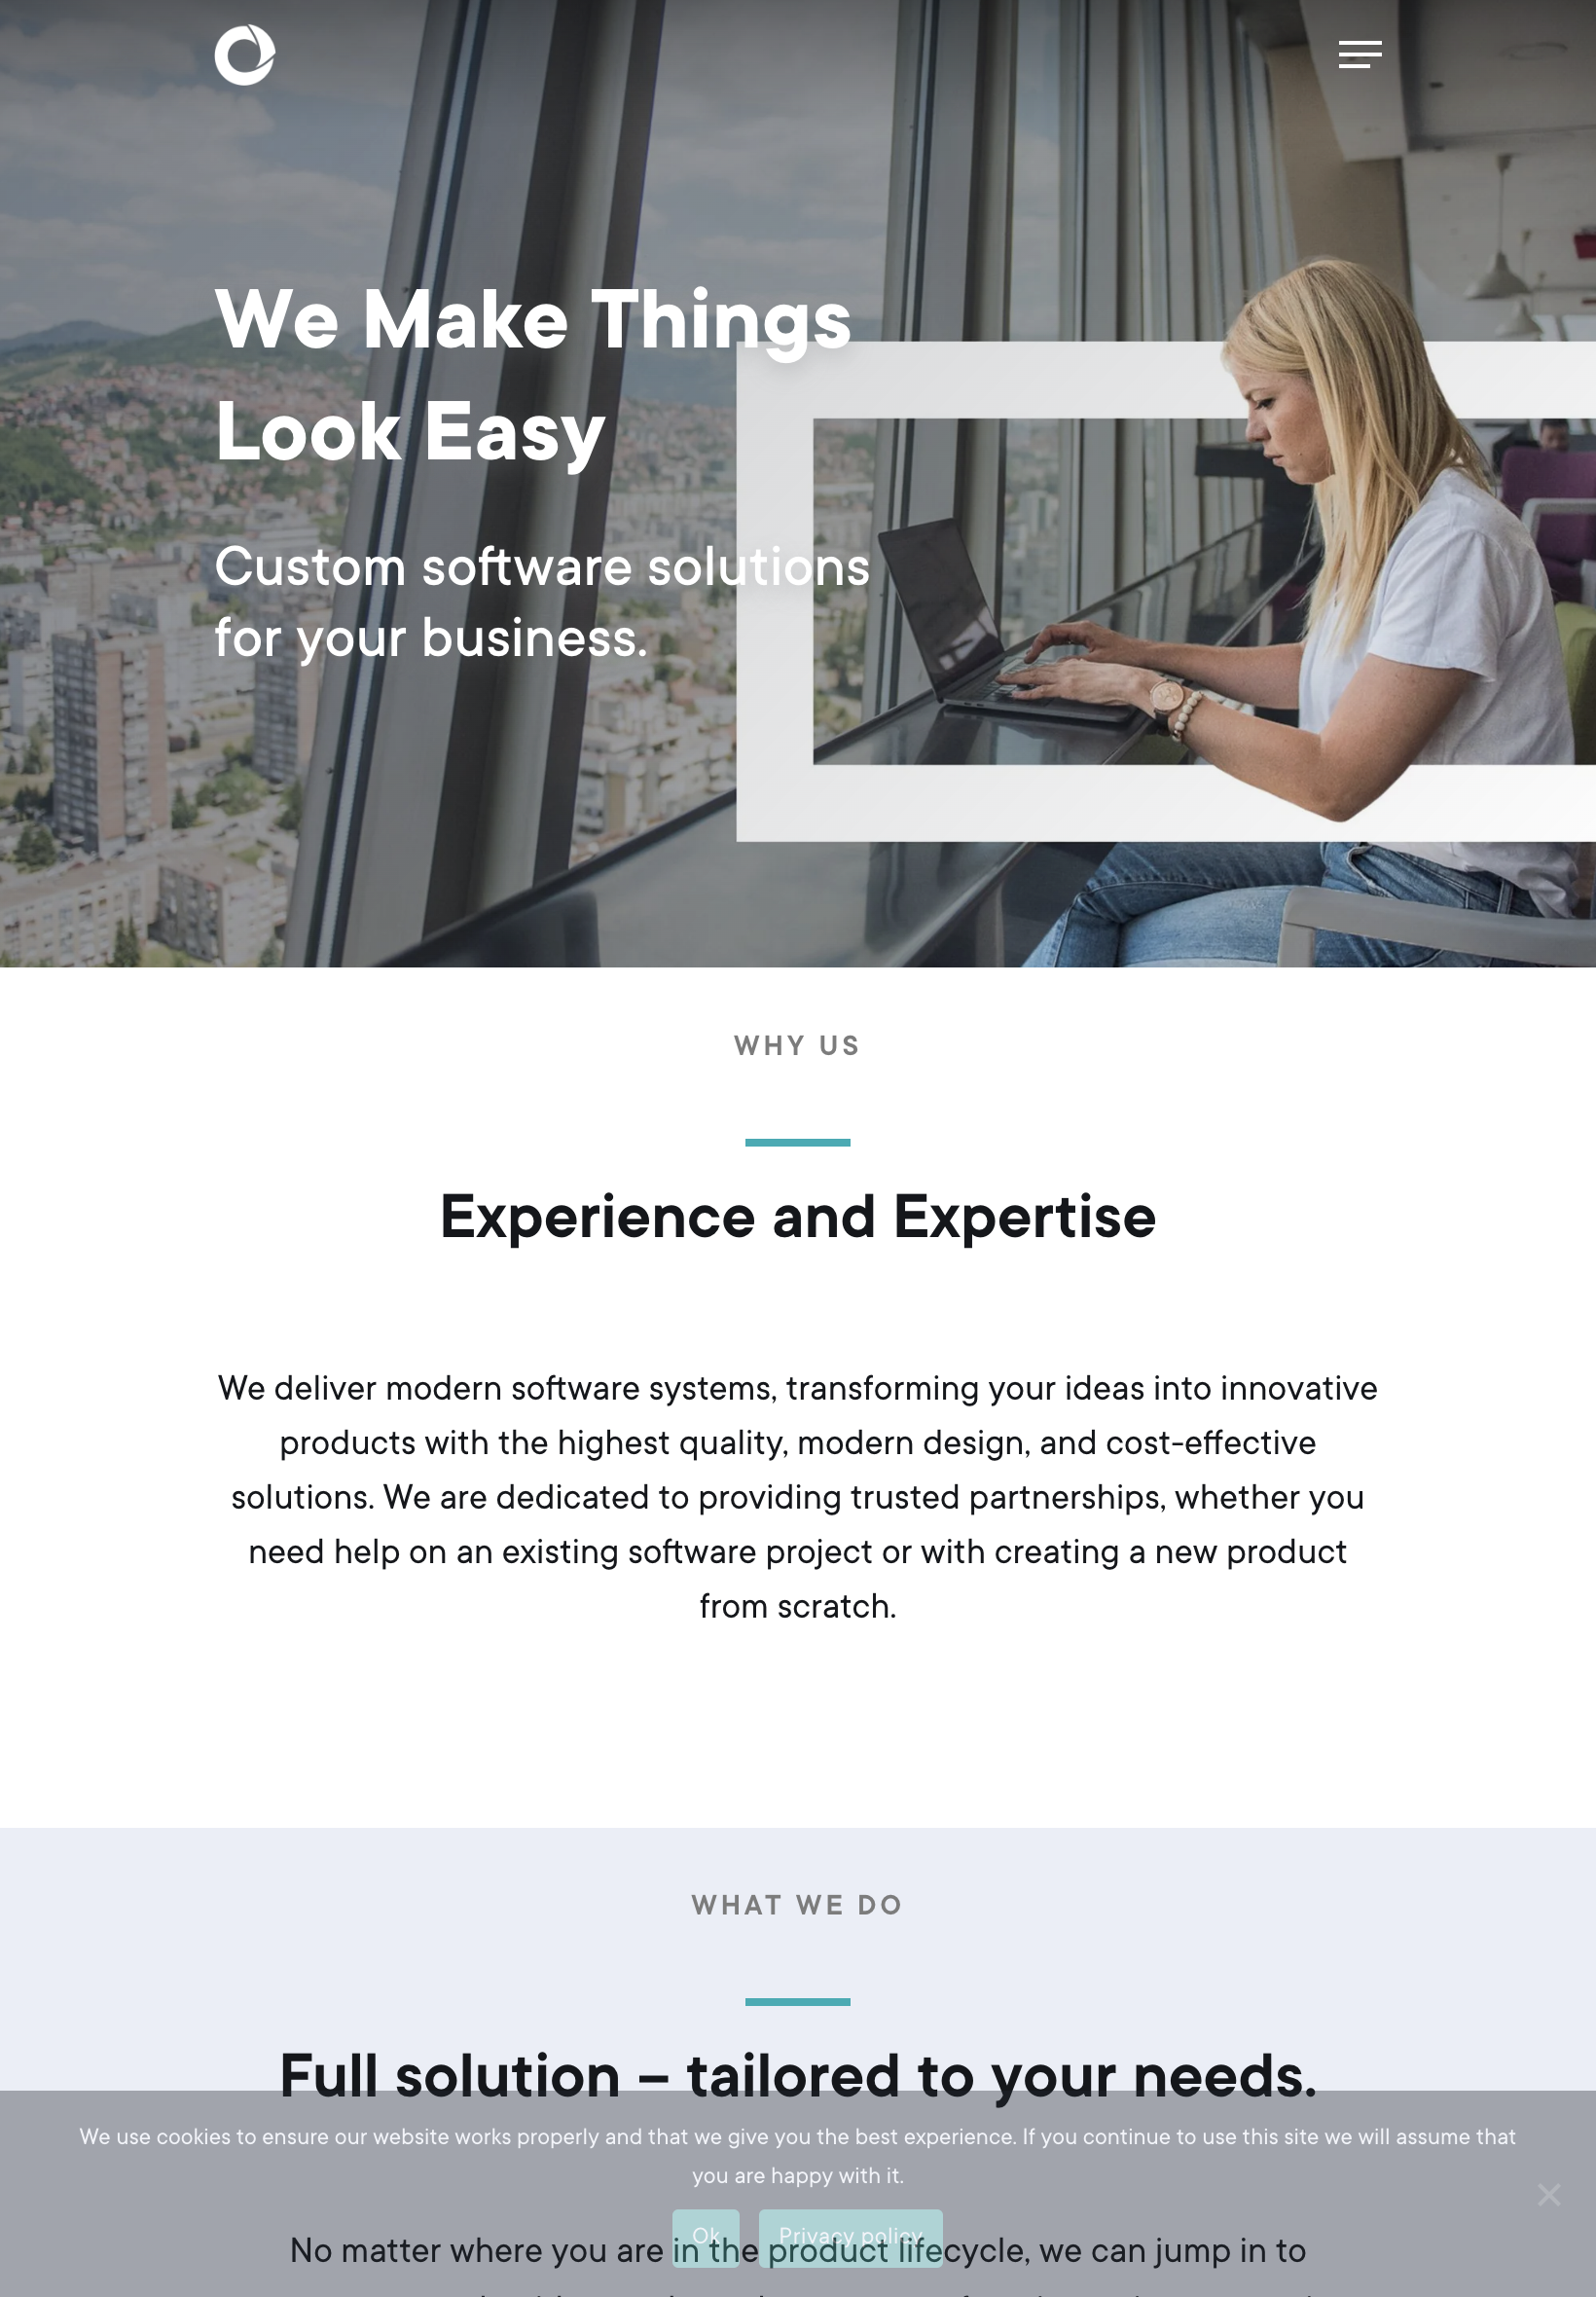 We Make Things
Look Easy
Custom software solutions
for your business.
WHY US
Experience and Expertise
We deliver modern software systems, transforming your ideas into innovative
products with the highest quality, modern design, and cost-effective
solutions. We are dedicated to providing trusted partnerships, whether you
need help on an existing software project or with creating a new product
from scratch.
WHAT WE DO
Full solution – tailored to your needs.
We use cookies to ensure our website works properly and that we give you the best experience. If you continue to use this site we will assume that
you are happy with it.
Ok
Privacy policy
No matter where you are in the product lifecycle, we can jump in to